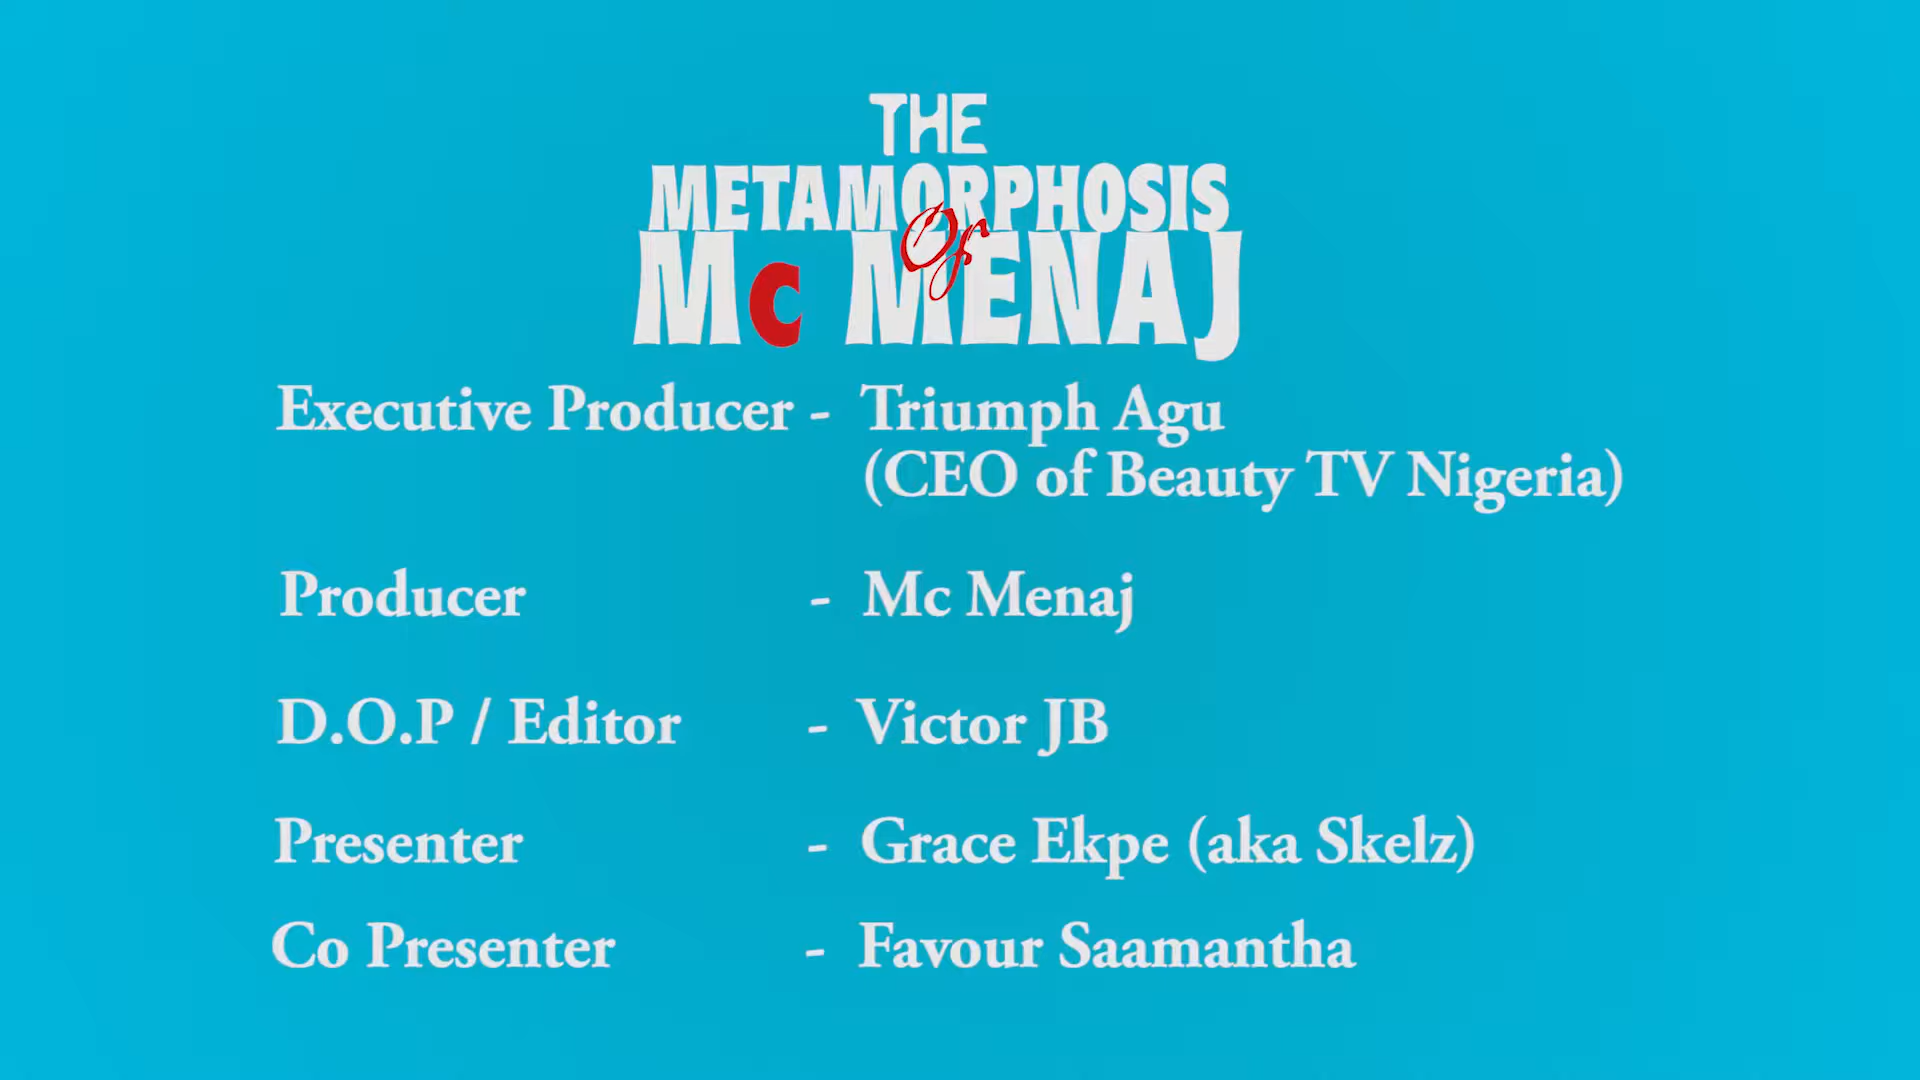 THE
METAMORPHOSIS
Of
Mc MENAJ
Executive Producer - Triumph Agu
(CEO of Beauty TV Nigeria)
Producer - Mc Menaj
D.O.P / Editor - Victor JB
Presenter - Grace Ekpe (aka Skelz)
Co Presenter - Favour Saamantha